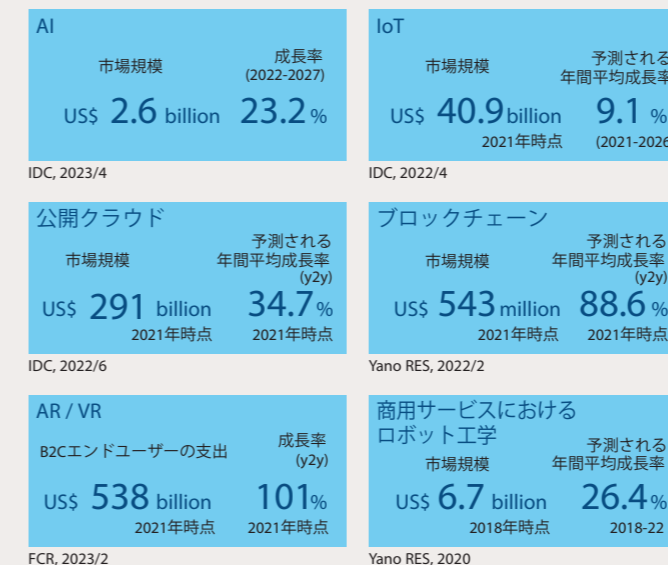 AI
市場規模
成長率
(2022-2027)
US$ 2.6 billion 23.2 %
IDC, 2023/4
IoT
市場規模
予測される
年間平均成長率
US$ 40.9 billion 9.1 %
2021年時点 (2021-2026
IDC, 2022/4
公開クラウド
市場規模
予測される
年間平均成長率
(y2y)
US$ 291 billion 34.7 %
2021年時点 2021年時点
IDC, 2022/6
ブロックチェーン
市場規模
予測される
年間平均成長率
(y2y)
US$ 543 million 88.6 %
2021年時点 2021年時点
Yano RES, 2022/2
AR / VR
B2Cエンドユーザーの支出
成長率
(y2y)
US$ 538 billion 101%
2021年時点 2021年時点
FCR, 2023/2
商用サービスにおける
ロボット工学
市場規模
予測される
年間平均成長率
US$ 6.7 billion 26.4 %
2018年時点 2018-22
Yano RES, 2020